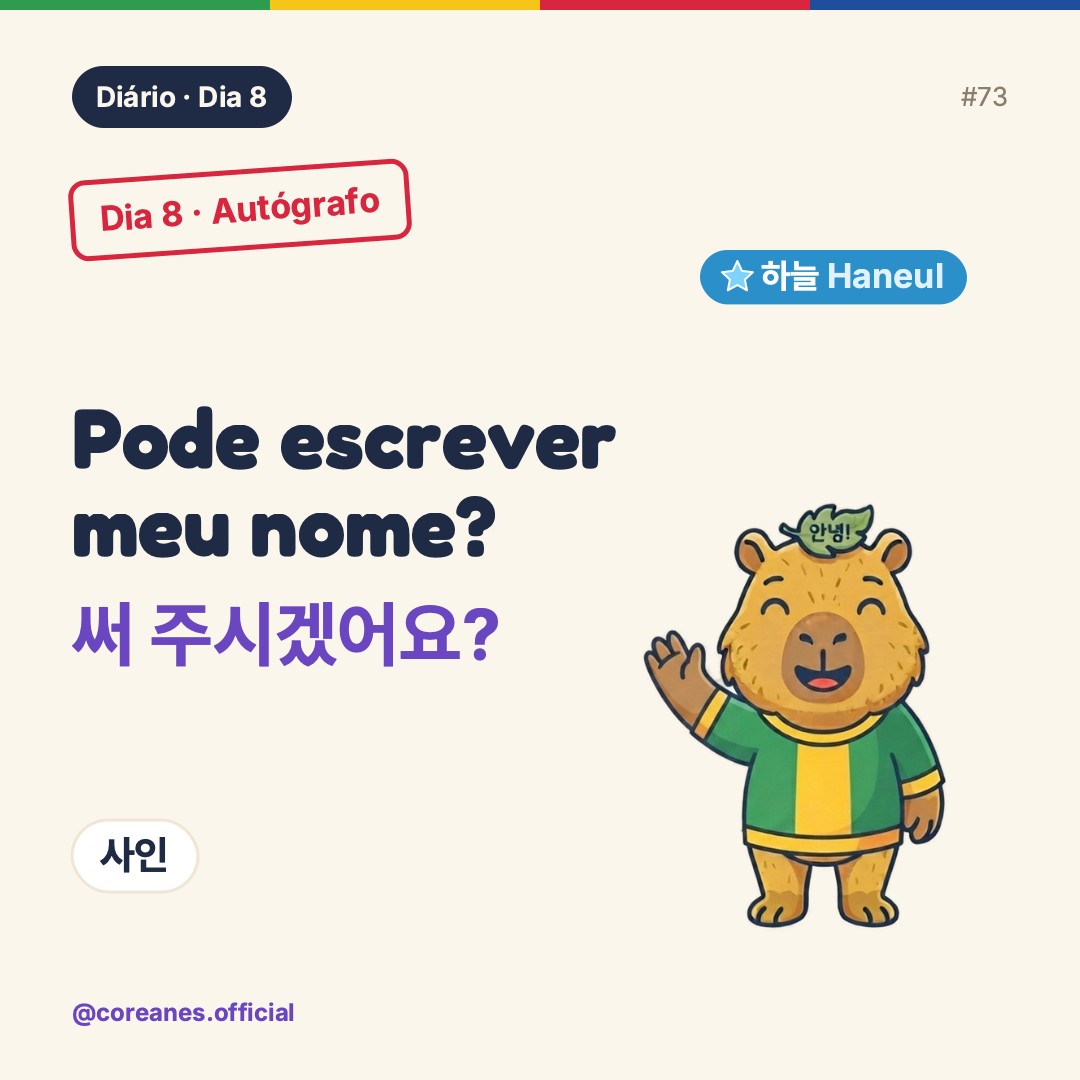 Diário · Dia 8
#73
Dia 8 · Autógrafo
하늘 Haneul
Pode escrever
meu nome?
써 주시겠어요?
안녕!
사인
@coreanes.official